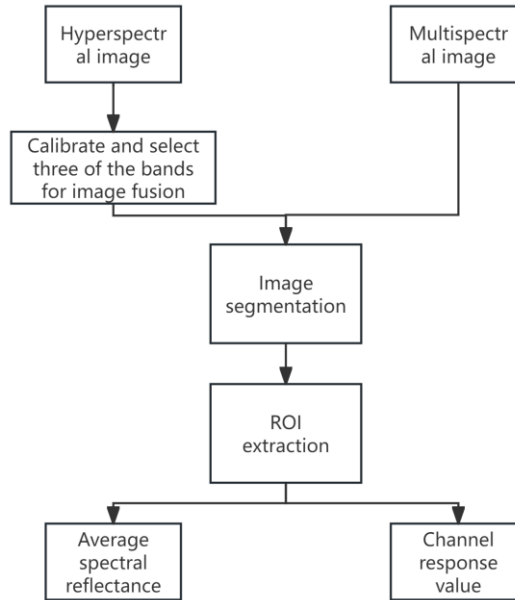 Hyperspectr
al image
Multispectr
al image
Calibrate and select
three of the bands
for image fusion
Image
segmentation
ROI
extraction
Average
spectral
reflectance
Channel
response
value